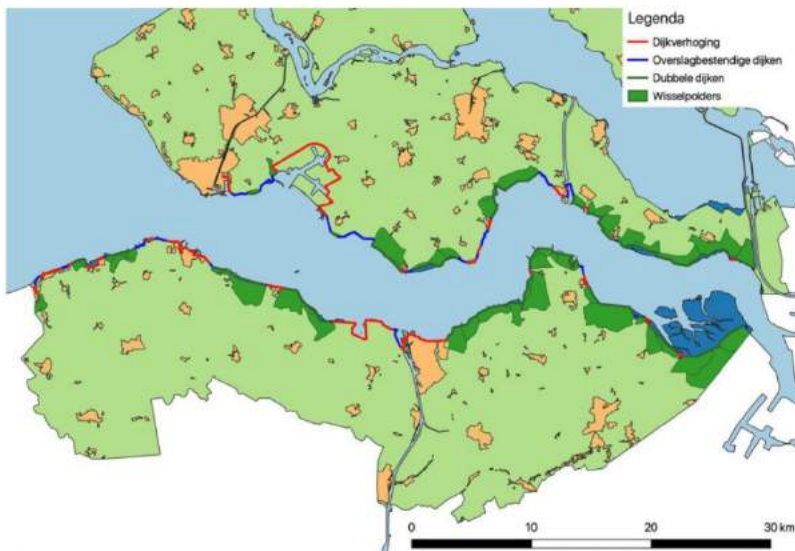 Legenda
Dijkverhoging
Overslagbestendige dijken
Dubbele dijken
Wisselpolders
0 10 20 30 km